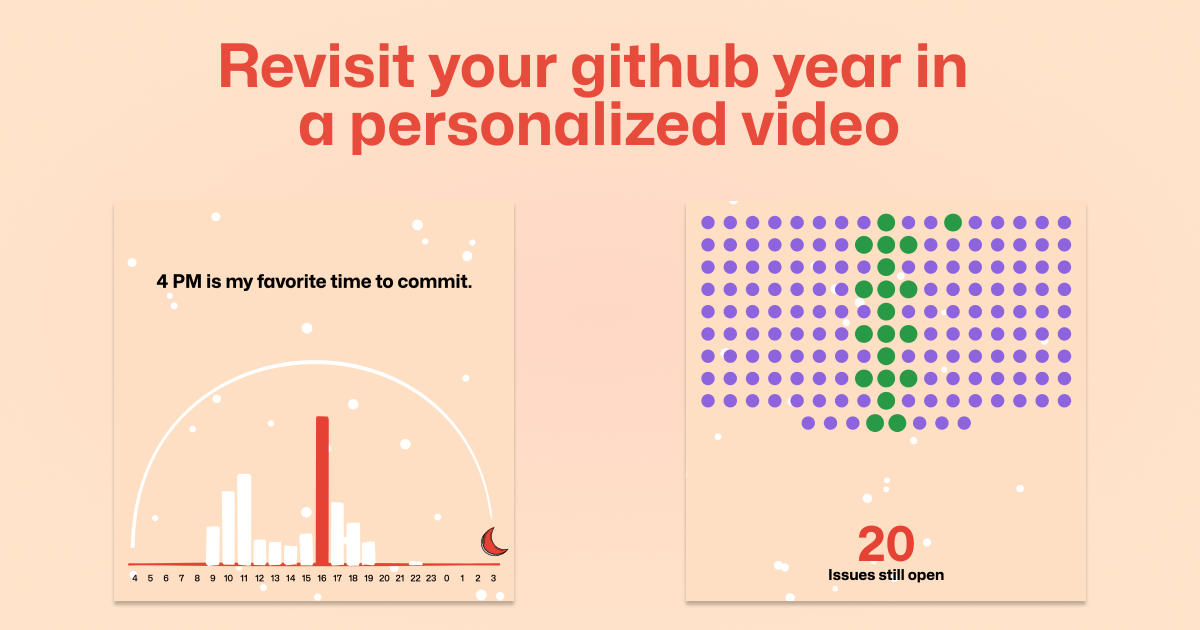 Revisit your github year in
a personalized video
4 PM is my favorite time to commit.
4 5 6 7 8 9 10 11 12 13 14 15 16 17 18 19 20 21 22 23 0 1 2 3
20
Issues still open